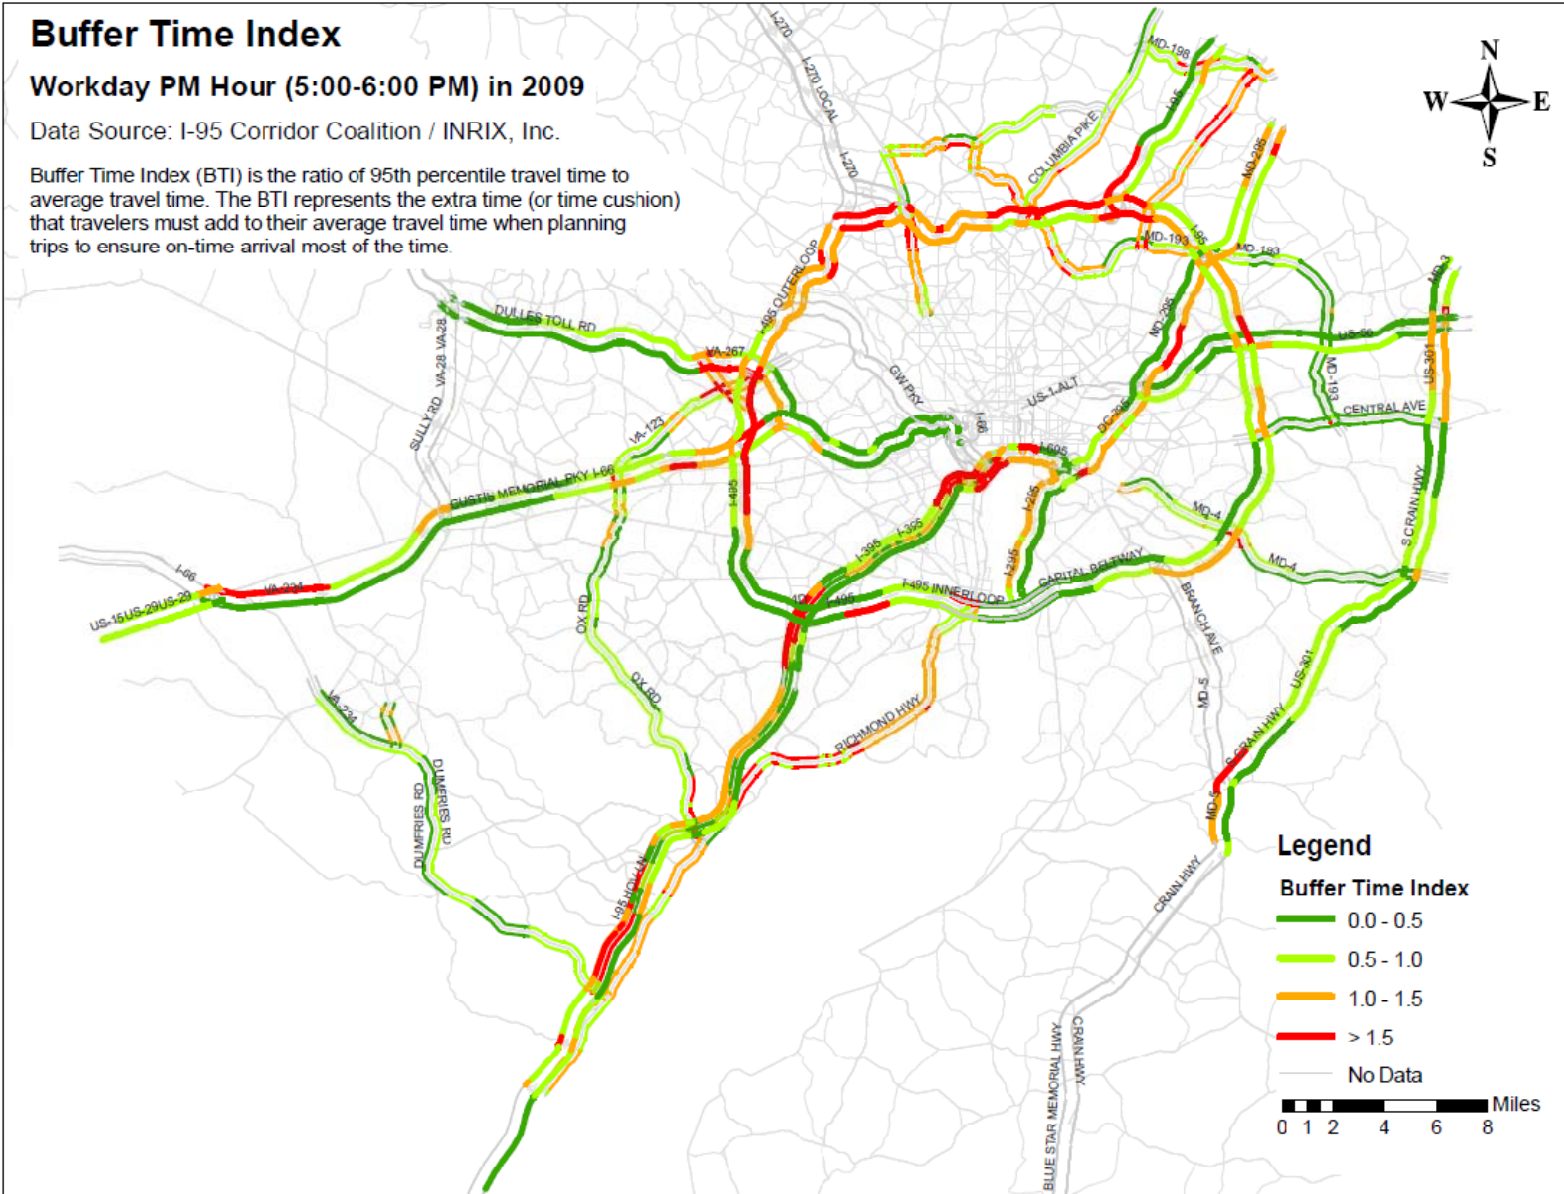 Buffer Time Index
Workday PM Hour (5:00-6:00 PM) in 2009
Data Source: I-95 Corridor Coalition / INRIX, Inc.
Buffer Time Index (BTI) is the ratio of 95th percentile travel time to
average travel time. The BTI represents the extra time (or time cushion)
that travelers must add to their average travel time when planning
trips to ensure on-time arrival most of the time.
N
W
E
S
I-270
I-270 LOCAL
I-270
MD-198
I-95
COLUMBIA PIKE
MD-295
I-495 OUTERLOOP
MD-193
I-95
MD-193
MD-3
DULLES TOLL RD
VA-28
VA-28
VA-267
MD-295
US-50
US-301
GW PKY
US-1-ALT
MD-193
SULLY RD
VA-123
I-66
DC-295
CENTRAL AVE
I-695
I-66
I-495
I-295
S CRAIN HWY
MD-4
I-395
I-395
I-66
VA-234
I-295
CAPITAL BELTWAY
MD-4
US-15
US-29
US-29
I-495
I-495 INNERLOOP
OX RD
BRANCH AVE
OX RD
US-301
MD-5
VA-234
RICHMOND HWY
S CRAIN HWY
DUMFRIES RD
DUMFRIES RD
MD-5
I-95 HOV LN
CRAIN HWY
BLUE STAR MEMORIAL HWY
CRAIN HWY
Legend
Buffer Time Index
0.0 - 0.5
0.5 - 1.0
1.0 - 1.5
> 1.5
No Data
Miles
0 1 2 4 6 8